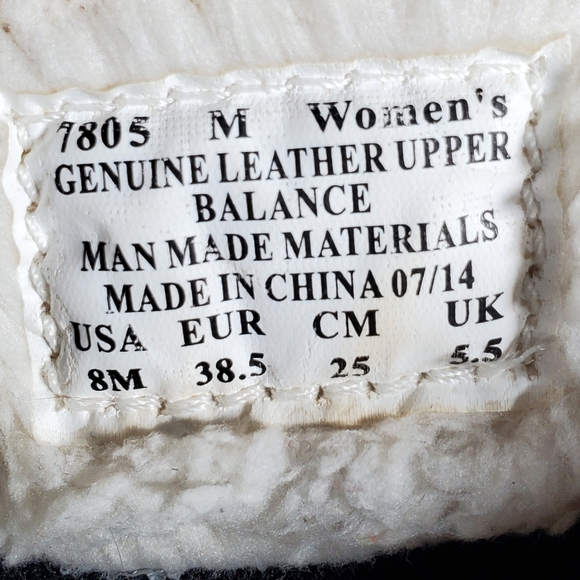 7805 M Women's
GENUINE LEATHER UPPER
BALANCE
MAN MADE MATERIALS
MADE IN CHINA 07/14
USA EUR CM UK
8M 38.5 25 5.5